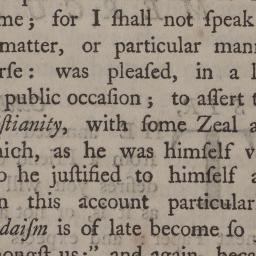 me; for I ſhall not ſpeak
matter, or particular man
rſe: was pleaſed, in a
public occaſion; to aſſert
ſtianity, with ſome Zeal a
hich, as he was himſelf v
o he juſtified to himſelf a
n this account particular
daiſm is of late become ſo
mongſt us;" and again, beca